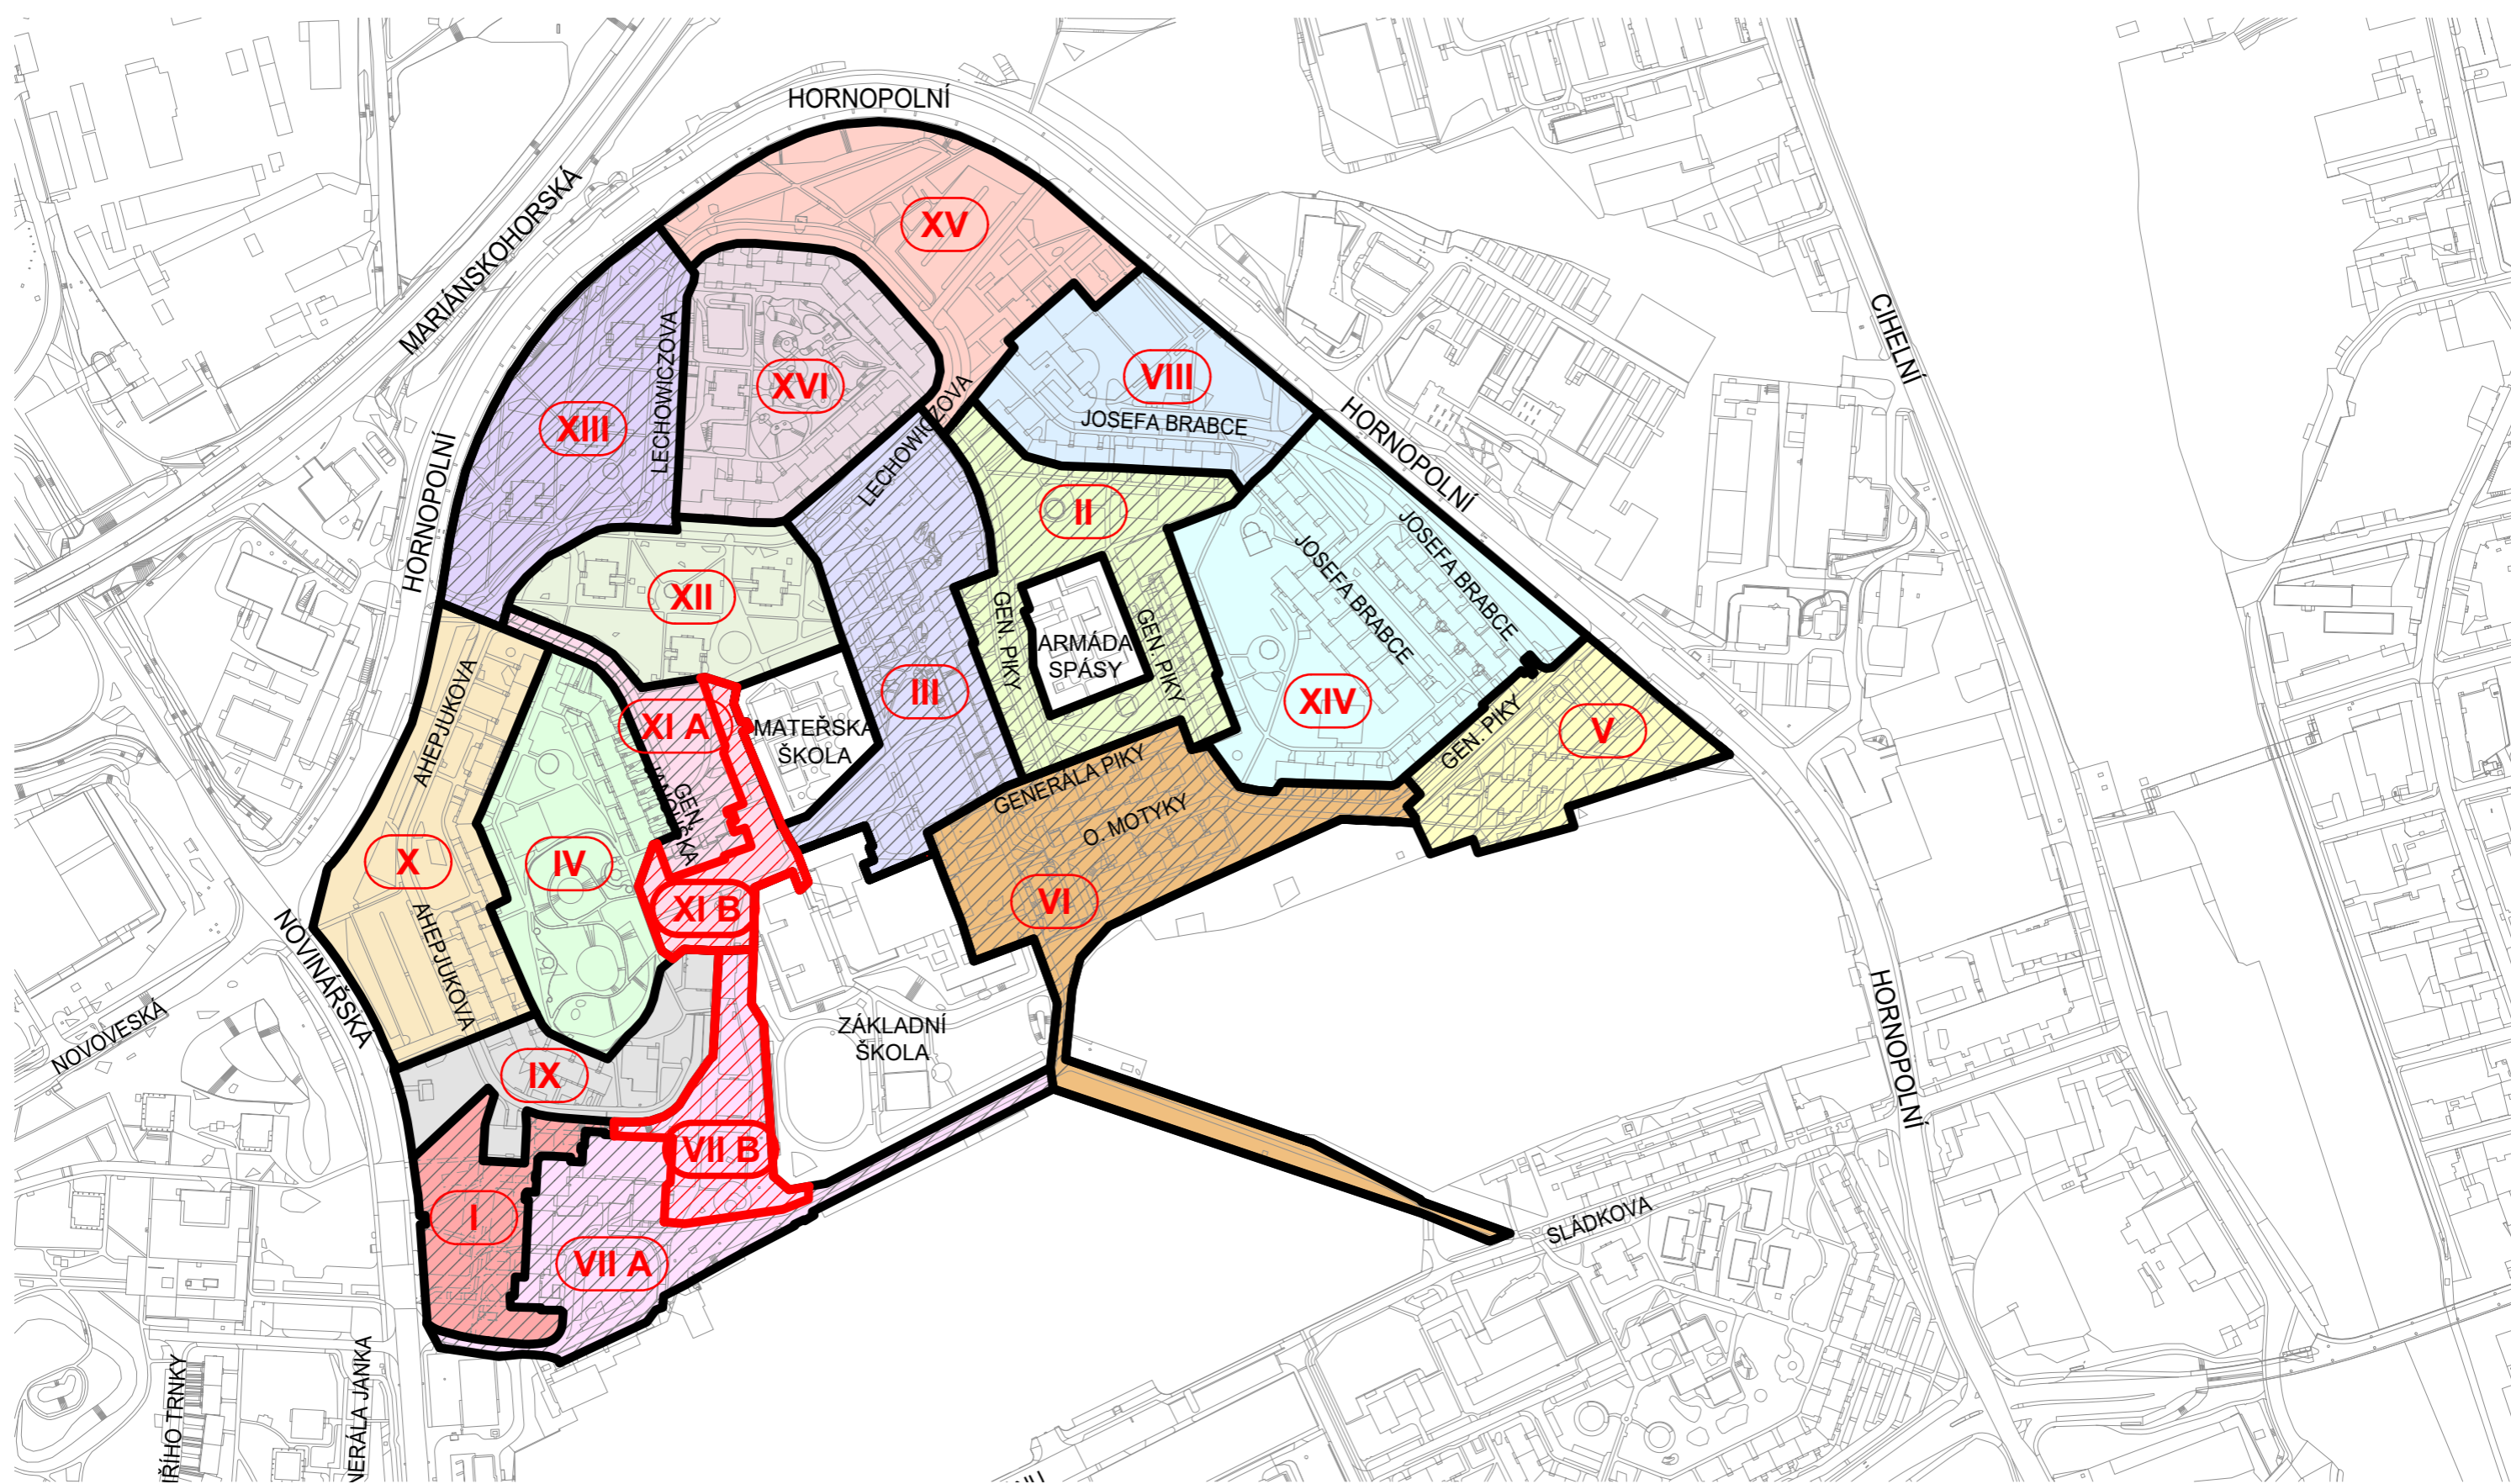 HORNOPOLNÍ
MARIÁNSKOHORSKÁ
XV
CIHELNÍ
LECHOWICZOVA
XVI
VIII
XIII
LECHOWICZOVA
JOSEFA BRABCE
HORNOPOLNÍ
HORNOPOLNÍ
II
JOSEFA BRABCE
JOSEFA BRABCE
XII
GEN. PIKY
ARMÁDA
SPÁSY
GEN. PIKY
AHEPJUKOVA
XI A
III
XIV
MATEŘSKÁ
ŠKOLA
GEN. PIKY
V
GENERÁLA PIKY
GEN.
JANOUŠKA
O. MOTYKY
X
IV
XI B
VI
AHEPJUKOVA
NOVINÁŘSKÁ
NOVOVESKÁ
ZÁKLADNÍ
ŠKOLA
HORNOPOLNÍ
IX
VII B
I
SLÁDKOVA
VII A